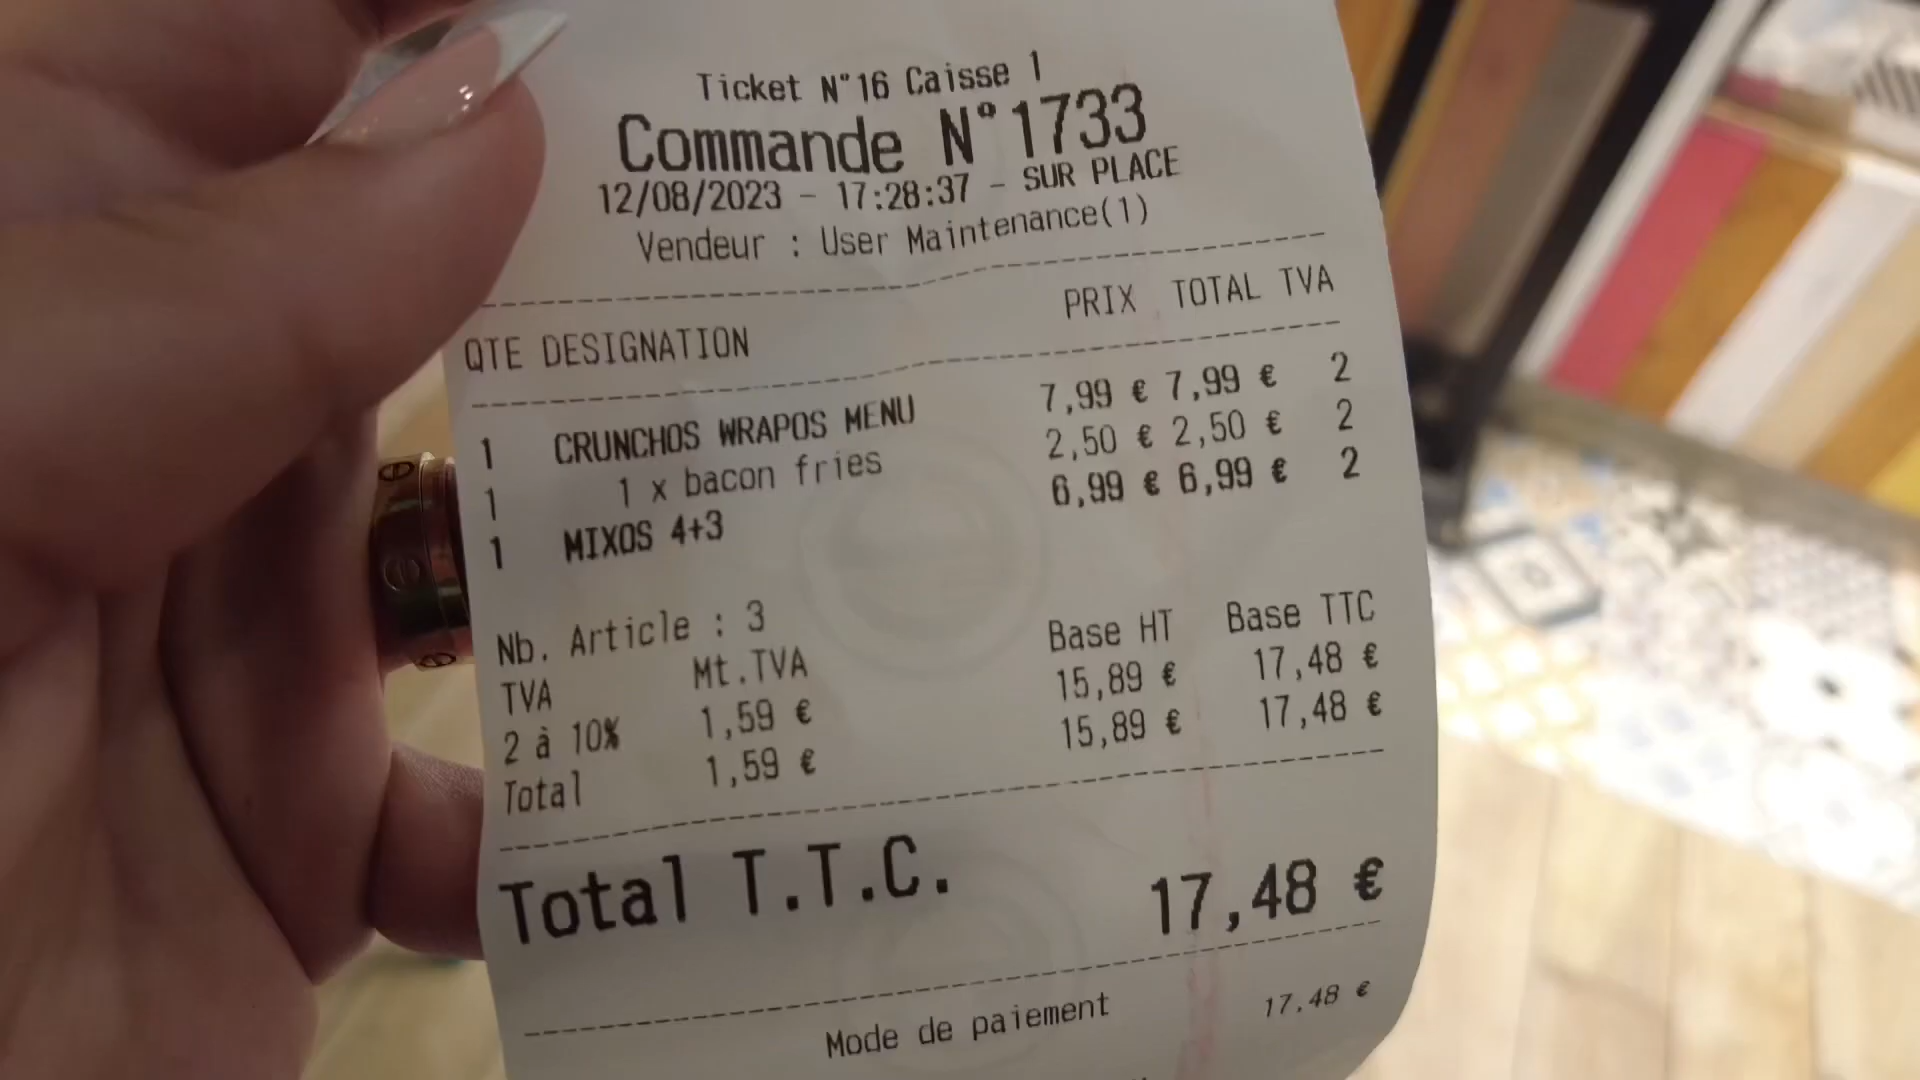 Ticket N°16 Caisse 1
Commande N°1733
12/08/2023 - 17:28:37 - SUR PLACE
Vendeur : User Maintenance(1)
QTE DESIGNATION PRIX TOTAL TVA
1 CRUNCHOS WRAPOS MENU 7,99 € 7,99 € 2
1 1 x bacon fries 2,50 € 2,50 € 2
1 MIXOS 4+3 6,99 € 6,99 € 2
Nb. Article : 3
TVA Mt.TVA Base HT Base TTC
2 à 10% 1,59 € 15,89 € 17,48 €
Total 1,59 € 15,89 € 17,48 €
Total T.T.C. 17,48 €
Mode de paiement 17.48 €